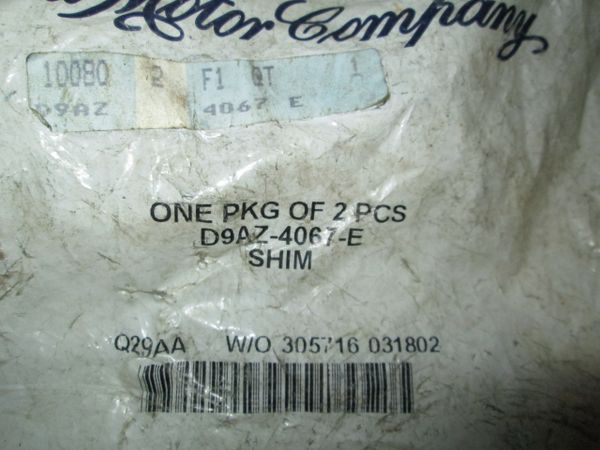 Motor Company
10080 2 F1 QT 1
D9AZ 4067 E
ONE PKG OF 2 PCS
D9AZ-4067-E
SHIM
Q29AA W/O 305716 031802